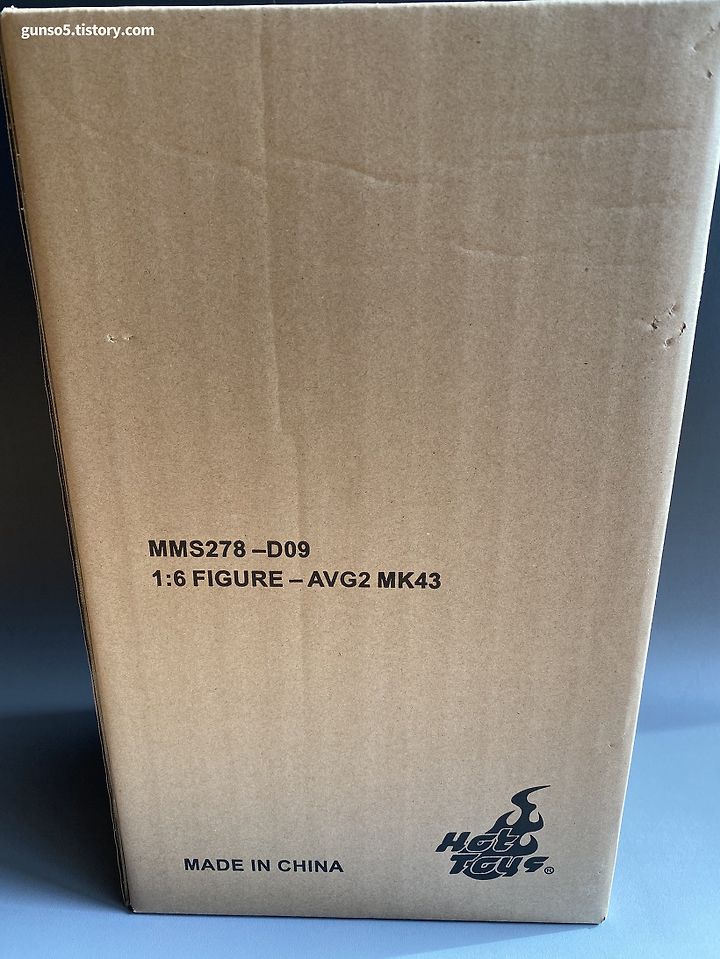 gunso5.tistory.com
MMS278 –D09
1:6 FIGURE – AVG2 MK43
MADE IN CHINA
Hot
Toys®